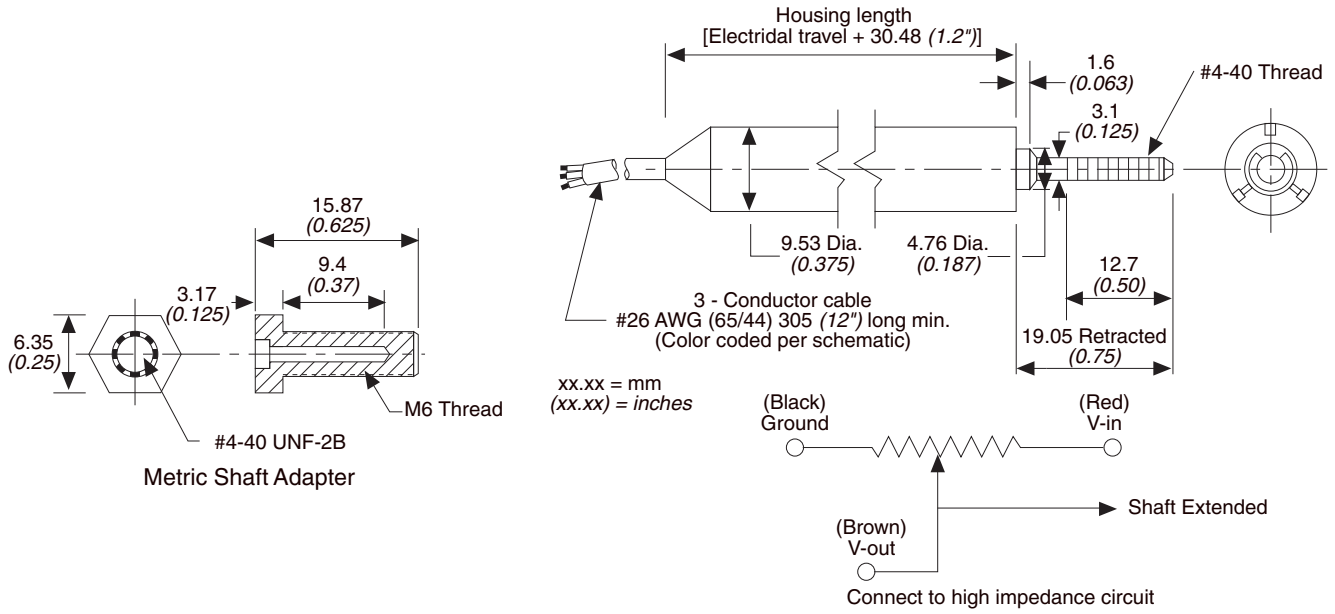 Housing length
[Electridal travel + 30.48 (1.2")]
1.6
(0.063)
#4-40 Thread
3.1
(0.125)
15.87
(0.625)
9.4
(0.37)
3.17
(0.125)
6.35
(0.25)
9.53 Dia.
(0.375)
4.76 Dia.
(0.187)
12.7
(0.50)
3 - Conductor cable
#26 AWG (65/44) 305 (12") long min.
(Color coded per schematic)
19.05 Retracted
(0.75)
xx.xx = mm
(xx.xx) = inches
M6 Thread
#4-40 UNF-2B
Metric Shaft Adapter
(Black)
Ground
(Red)
V-in
Shaft Extended
(Brown)
V-out
Connect to high impedance circuit